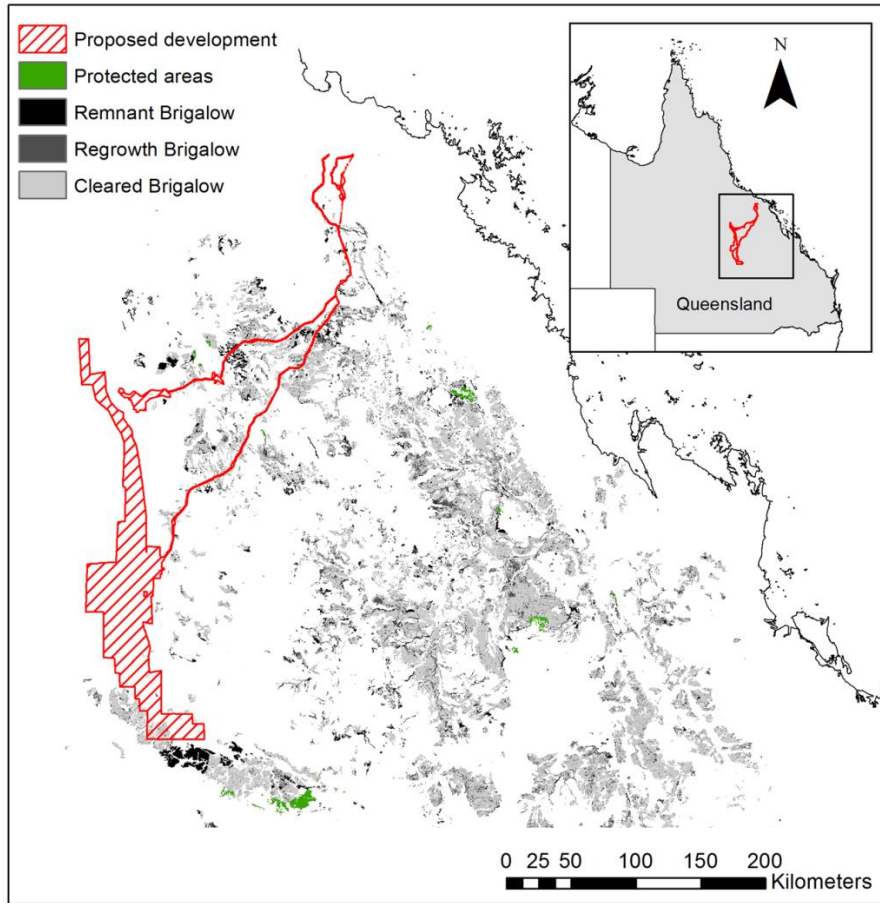 Proposed development
Protected areas
Remnant Brigalow
Regrowth Brigalow
Cleared Brigalow
N
Queensland
0 25 50 100 150 200
Kilometers